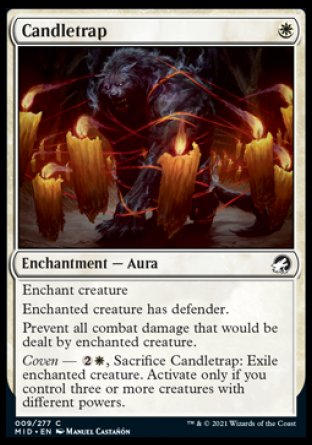 Candletrap
Enchantment — Aura
Enchant creature
Enchanted creature has defender.
Prevent all combat damage that would be
dealt by enchanted creature.
Coven — 2, Sacrifice Candletrap: Exile
enchanted creature. Activate only if you
control three or more creatures with
different powers.
009/277 C
MID • EN Manuel Castañón
™ & © 2021 Wizards of the Coast